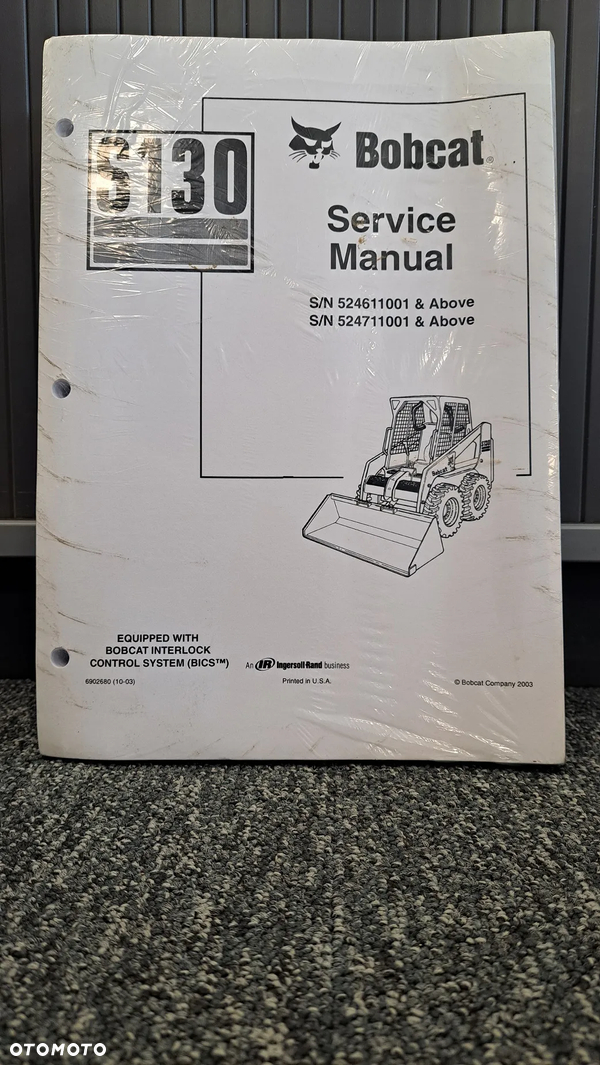 S130
Bobcat®
Service
Manual
S/N 524611001 & Above
S/N 524711001 & Above
Bobcat
EQUIPPED WITH
BOBCAT INTERLOCK
CONTROL SYSTEM (BICS™)
An IR Ingersoll-Rand business
6902680 (10-03)
Printed in U.S.A.
© Bobcat Company 2003
OTOMOTO